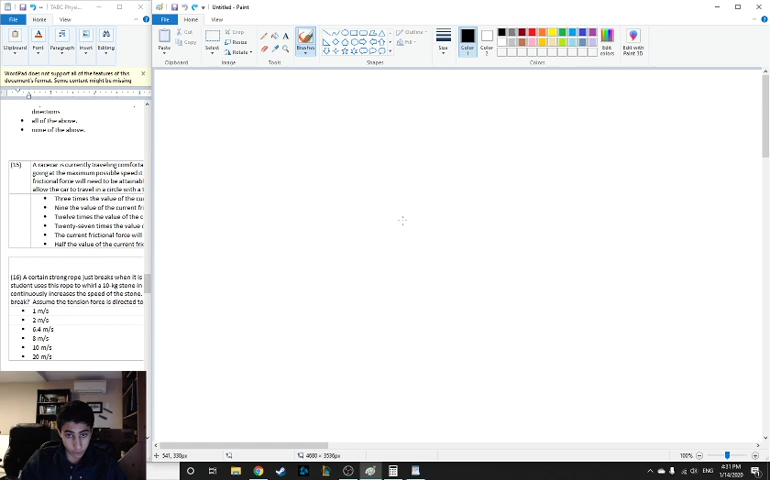 TABC Physi...
Untitled - Paint
File Home
File Home View
Clipboard Font Paragraph Insert Editing
Paste Cut Copy Select Crop Resize Rotate Brushes Outline Fill Size Color 1 Color 2 Edit colors Edit with Paint 3D
Clipboard Image Tools Shapes Colors
WordPad does not support all of the features of this
document's format. Some content might be missing
directions
all of the above.
none of the above.
(15) A racecar is currently traveling comforta
going at the maximum possible speed it
frictional force will need to be attainabl
allow the car to travel in a circle with a
Three times the value of the cu
Nine the value of the current fri
Twelve times the value of the c
Twenty-seven times the value
The current frictional force will
Half the value of the current fric
(16) A certain strong rope just breaks when it is
student uses this rope to whirl a 10-kg stone in
continuously increases the speed of the stone.
break? Assume the tension force is directed to
1 m/s
2 m/s
6.4 m/s
8 m/s
10 m/s
20 m/s
541, 330px 4680 × 3536px 100%
ENG 4:31 PM
1/14/2020